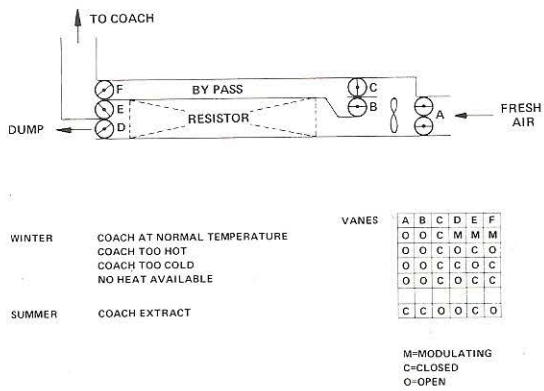 TO COACH
F
BY PASS
C
E
B
RESISTOR
A
FRESH
AIR
DUMP
D
VANES
A B C D E F
WINTER COACH AT NORMAL TEMPERATURE O O C M M M
COACH TOO HOT O O C O C O
COACH TOO COLD O O C C O C
NO HEAT AVAILABLE O O C O C C
SUMMER COACH EXTRACT C C O O C O
M=MODULATING
C=CLOSED
O=OPEN